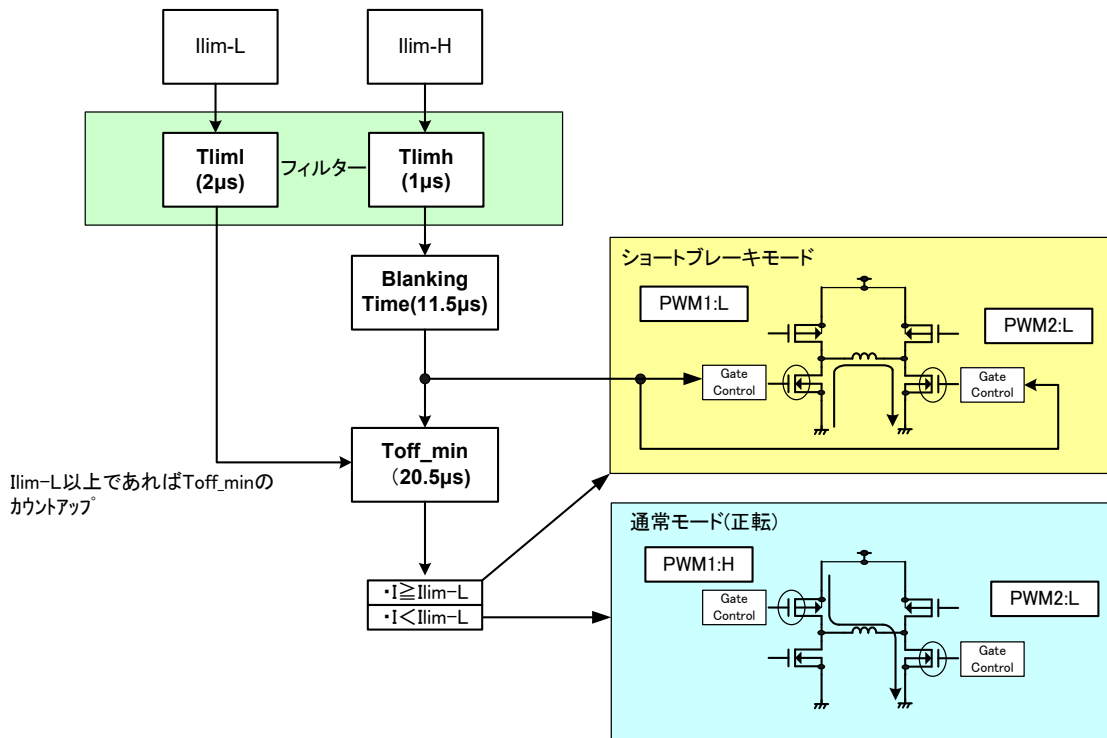 Ilim-L
Ilim-H
Tliml
(2μs)
フィルター
Tlimh
(1μs)
Blanking
Time(11.5μs)
Toff_min
(20.5μs)
Ilim-L以上であればToff_minの
カウントアップ
・I≧Ilim-L
・I<Ilim-L
ショートブレーキモード
PWM1:L
PWM2:L
Gate
Control
Gate
Control
通常モード(正転)
PWM1:H
PWM2:L
Gate
Control
Gate
Control